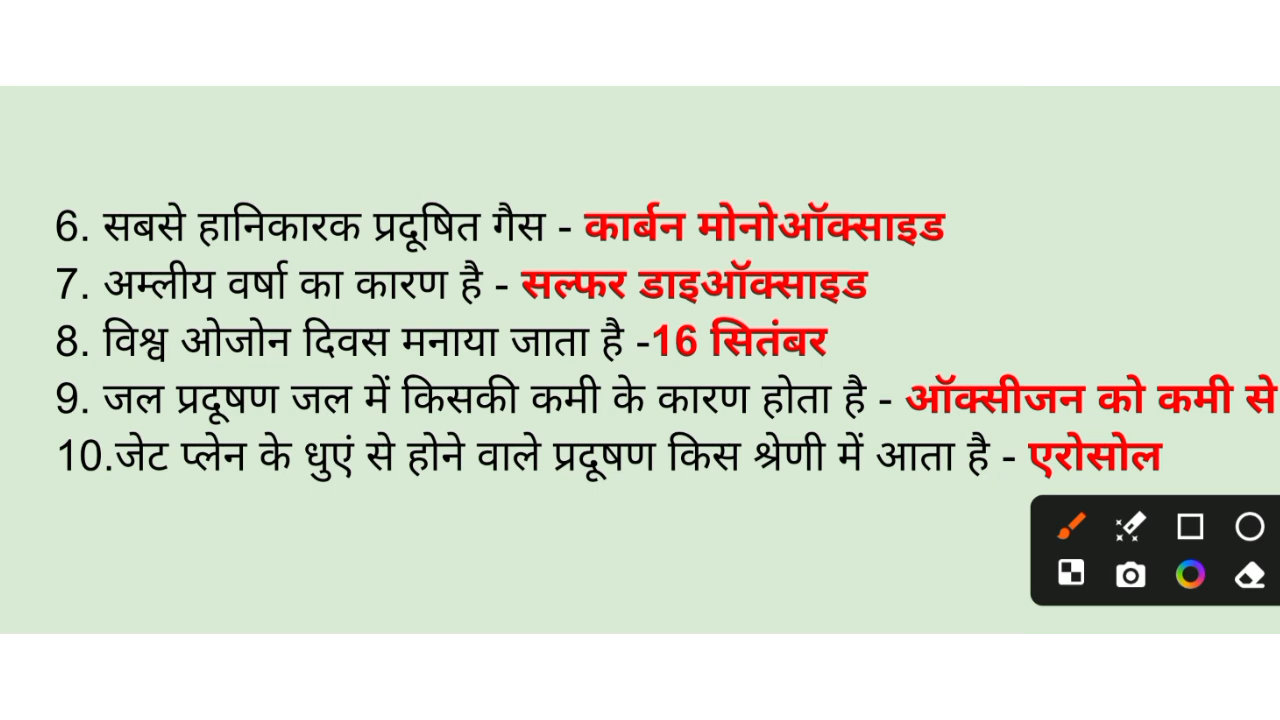 6. सबसे हानिकारक प्रदूषित गैस - कार्बन मोनोऑक्साइड
7. अम्लीय वर्षा का कारण है - सल्फर डाइऑक्साइड
8. विश्व ओजोन दिवस मनाया जाता है -16 सितंबर
9. जल प्रदूषण जल में किसकी कमी के कारण होता है - ऑक्सीजन को कमी से
10.जेट प्लेन के धुएं से होने वाले प्रदूषण किस श्रेणी में आता है - एरोसोल